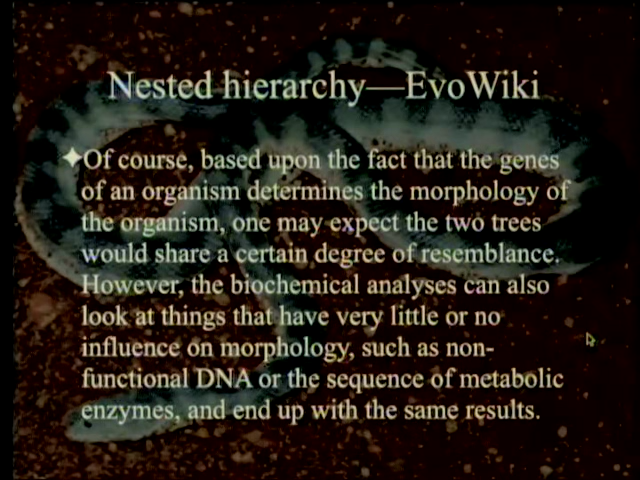 Nested hierarchy—EvoWiki
✦Of course, based upon the fact that the genes
of an organism determines the morphology of
the organism, one may expect the two trees
would share a certain degree of resemblance.
However, the biochemical analyses can also
look at things that have very little or no
influence on morphology, such as non-
functional DNA or the sequence of metabolic
enzymes, and end up with the same results.